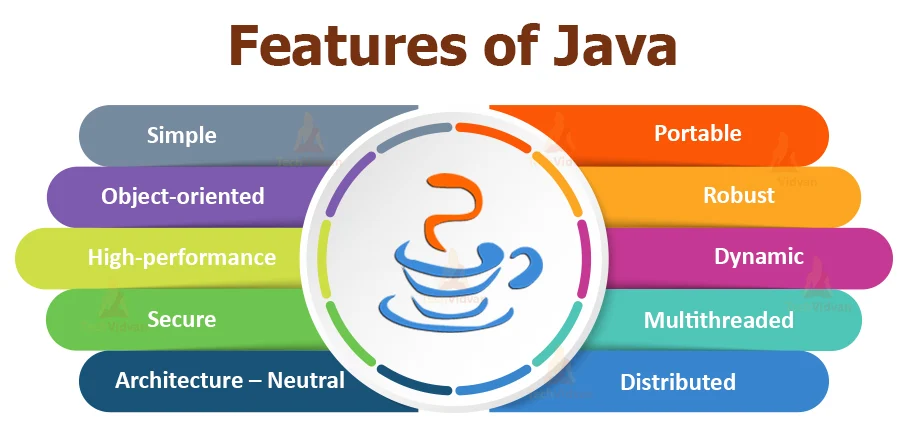 Features of Java
Simple
Portable
Object-oriented
Robust
High-performance
Dynamic
Secure
Multithreaded
Architecture – Neutral
Distributed